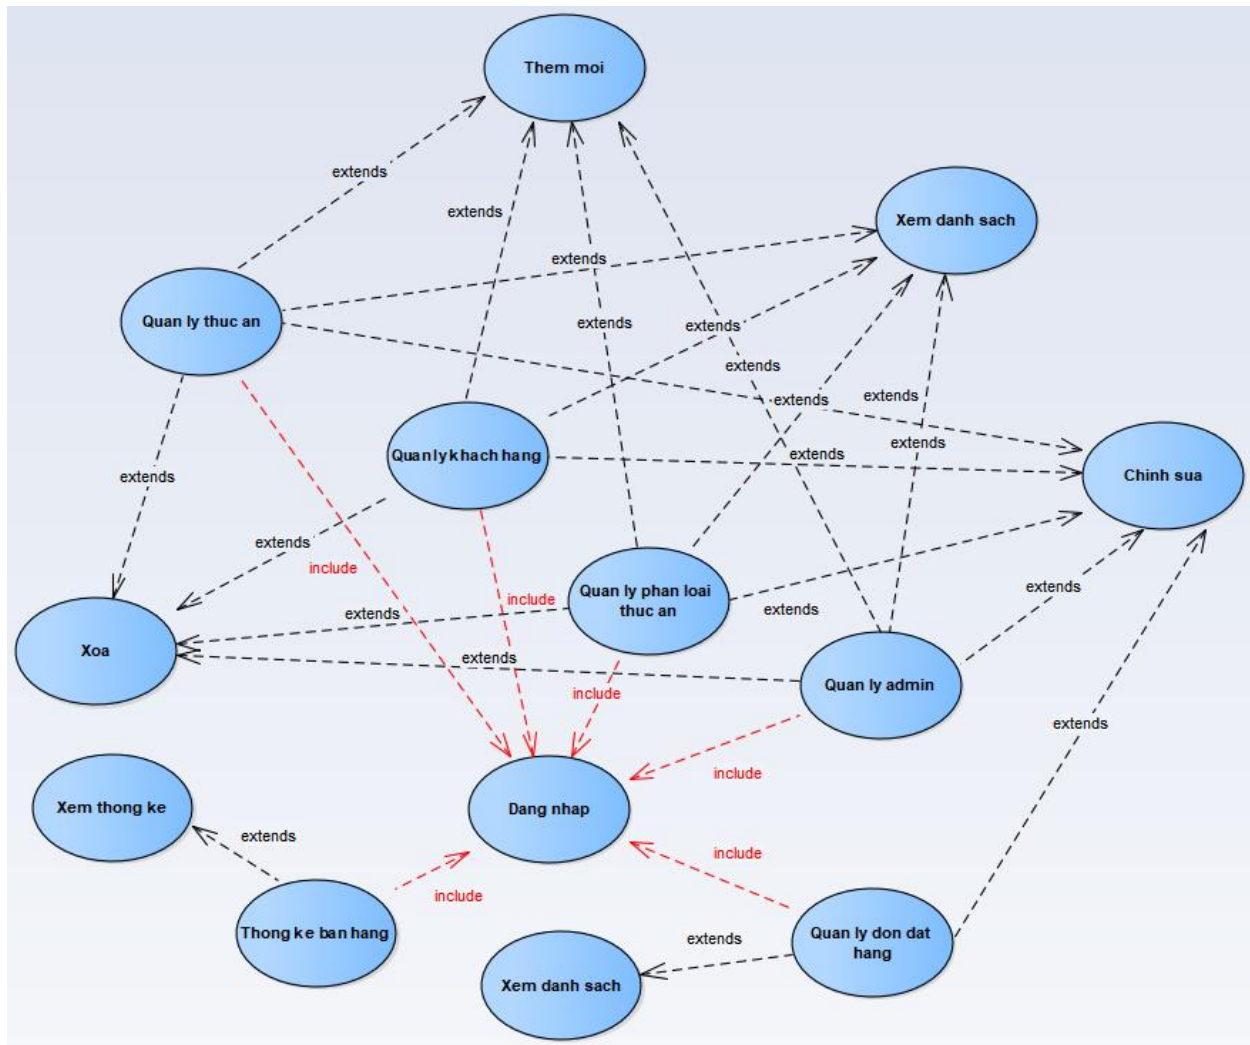 Them moi
extends
extends
Xem danh sach
extends
Quan ly thuc an
extends
extends
extends
extends
extends
extends
Quan ly khach hang
extends
extends
Chinh sua
extends
extends
include
Quan ly phan loai
thuc an
include
extends
extends
extends
Xoa
extends
Quan ly admin
include
extends
include
Xem thong ke
Dang nhap
extends
include
include
Thong ke ban hang
Quan ly don dat
hang
extends
Xem danh sach